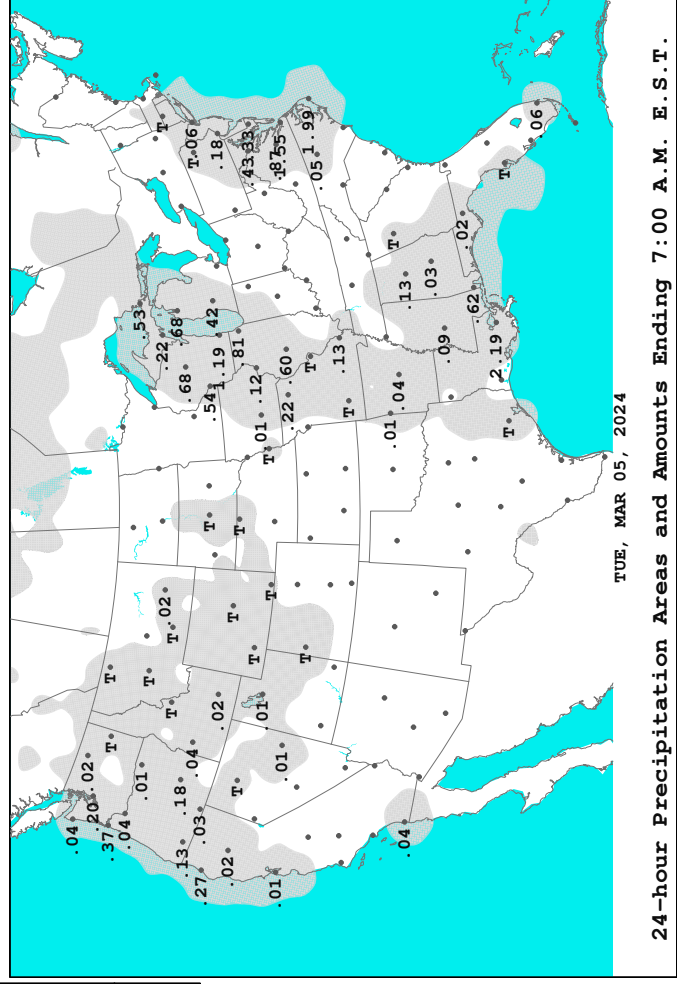 .04
.02
.20
.37 T T
.04
.01 T .53
.02 .22 T
T T .68
.13 .18 .68 T .06
.04
.27 .03 .54 T .42 .18
.02 1.19
.02 T T .81 T .43 .33
T .12
.01 .01 T
.01 T .87
.01 1.55
.22 .60
T T 1.99
.05
.13
T
.01 .04 T
.04 .13
.03
.09
.02
.62
2.19
T T
.06
TUE, MAR 05, 2024
24-hour Precipitation Areas and Amounts Ending 7:00 A.M. E.S.T.